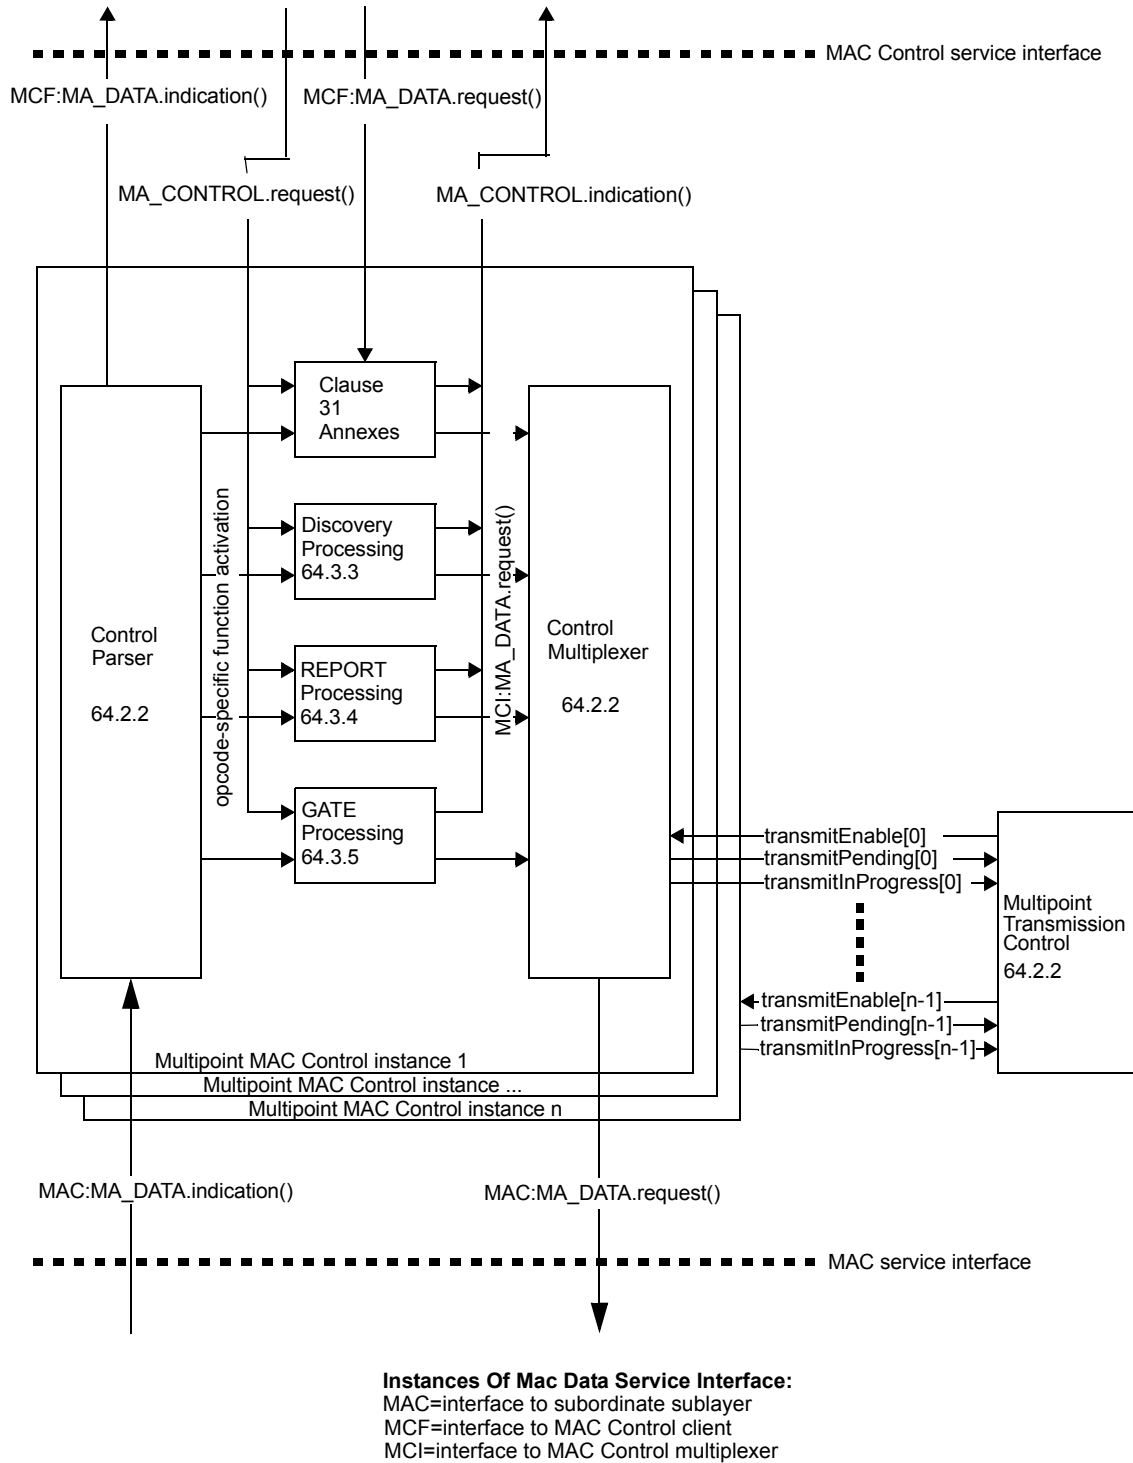 MAC Control service interface
MCF:MA_DATA.indication()
MCF:MA_DATA.request()
MA_CONTROL.request()
MA_CONTROL.indication()
Clause
31
Annexes
Discovery
Processing
64.3.3
REPORT
Processing
64.3.4
GATE
Processing
64.3.5
Control
Parser
64.2.2
opcode-specific function activation
MCI:MA_DATA.request()
Control
Multiplexer
64.2.2
transmitEnable[0]
transmitPending[0]
transmitInProgress[0]
Multipoint
Transmission
Control
64.2.2
transmitEnable[n-1]
transmitPending[n-1]
transmitInProgress[n-1]
Multipoint MAC Control instance 1
Multipoint MAC Control instance ...
Multipoint MAC Control instance n
MAC:MA_DATA.indication()
MAC:MA_DATA.request()
MAC service interface
Instances Of Mac Data Service Interface:
MAC=interface to subordinate sublayer
MCF=interface to MAC Control client
MCI=interface to MAC Control multiplexer